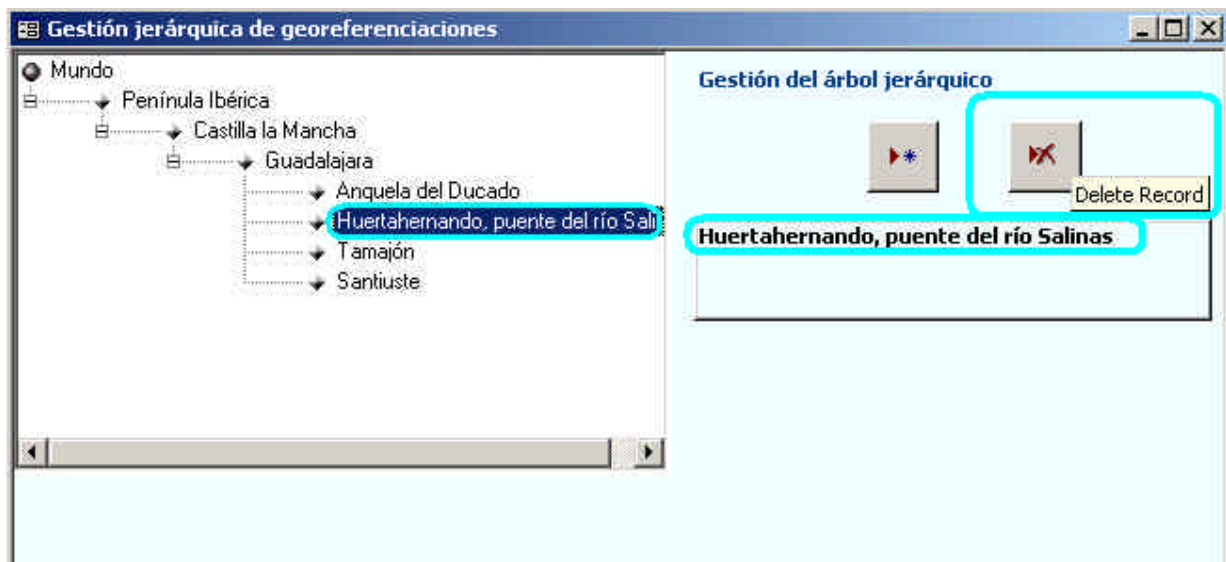 Gestión jerárquica de georeferenciaciones
Mundo
Penínula Ibérica
Castilla la Mancha
Guadalajara
Anquela del Ducado
Huertahernando, puente del río Sali
Tamajón
Santiuste
Gestión del árbol jerárquico
Delete Record
Huertahernando, puente del río Salinas